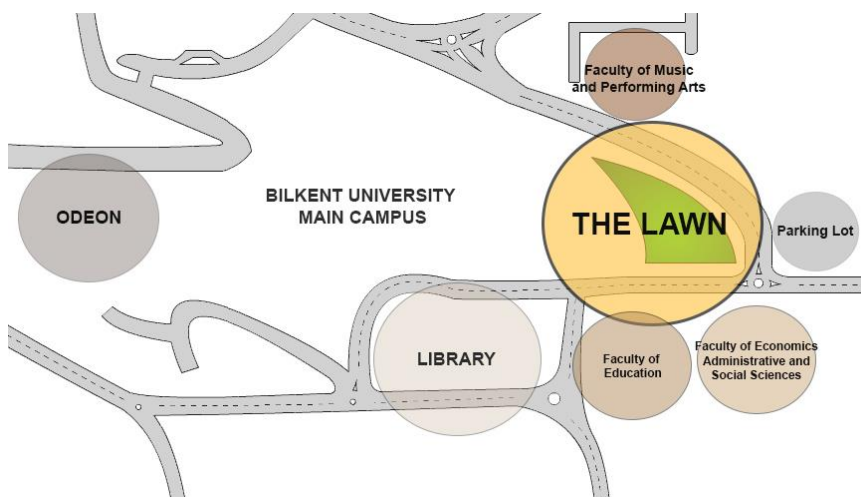 Faculty of Music
and Performing Arts
ODEON
BILKENT UNIVERSITY
MAIN CAMPUS
THE LAWN
Parking Lot
LIBRARY
Faculty of
Education
Faculty of Economics
Administrative and
Social Sciences